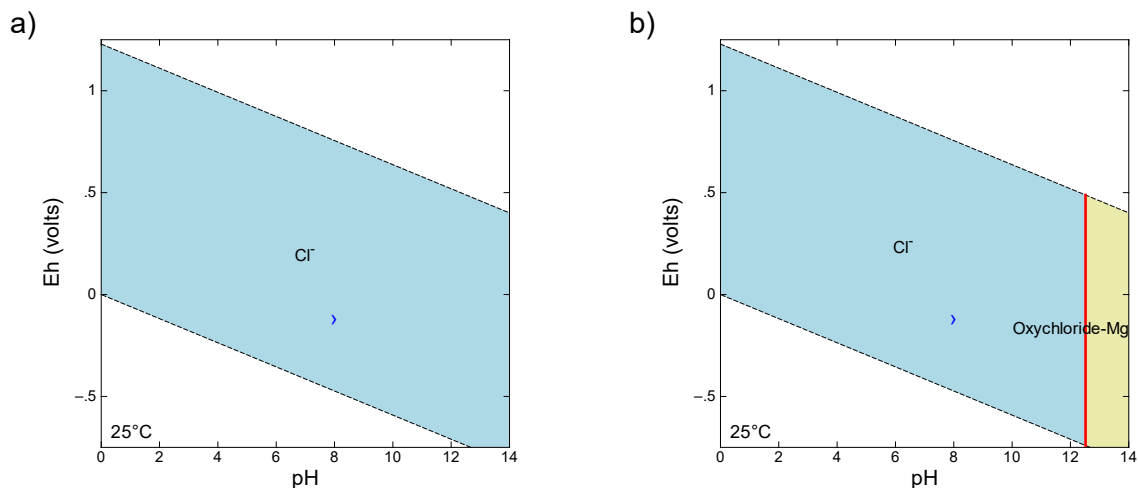 a)
1
.5
0
–.5
Eh (volts)
Cl⁻
25°C
0 2 4 6 8 10 12 14
pH
b)
1
.5
0
–.5
Eh (volts)
Cl⁻
Oxychloride-Mg
25°C
0 2 4 6 8 10 12 14
pH